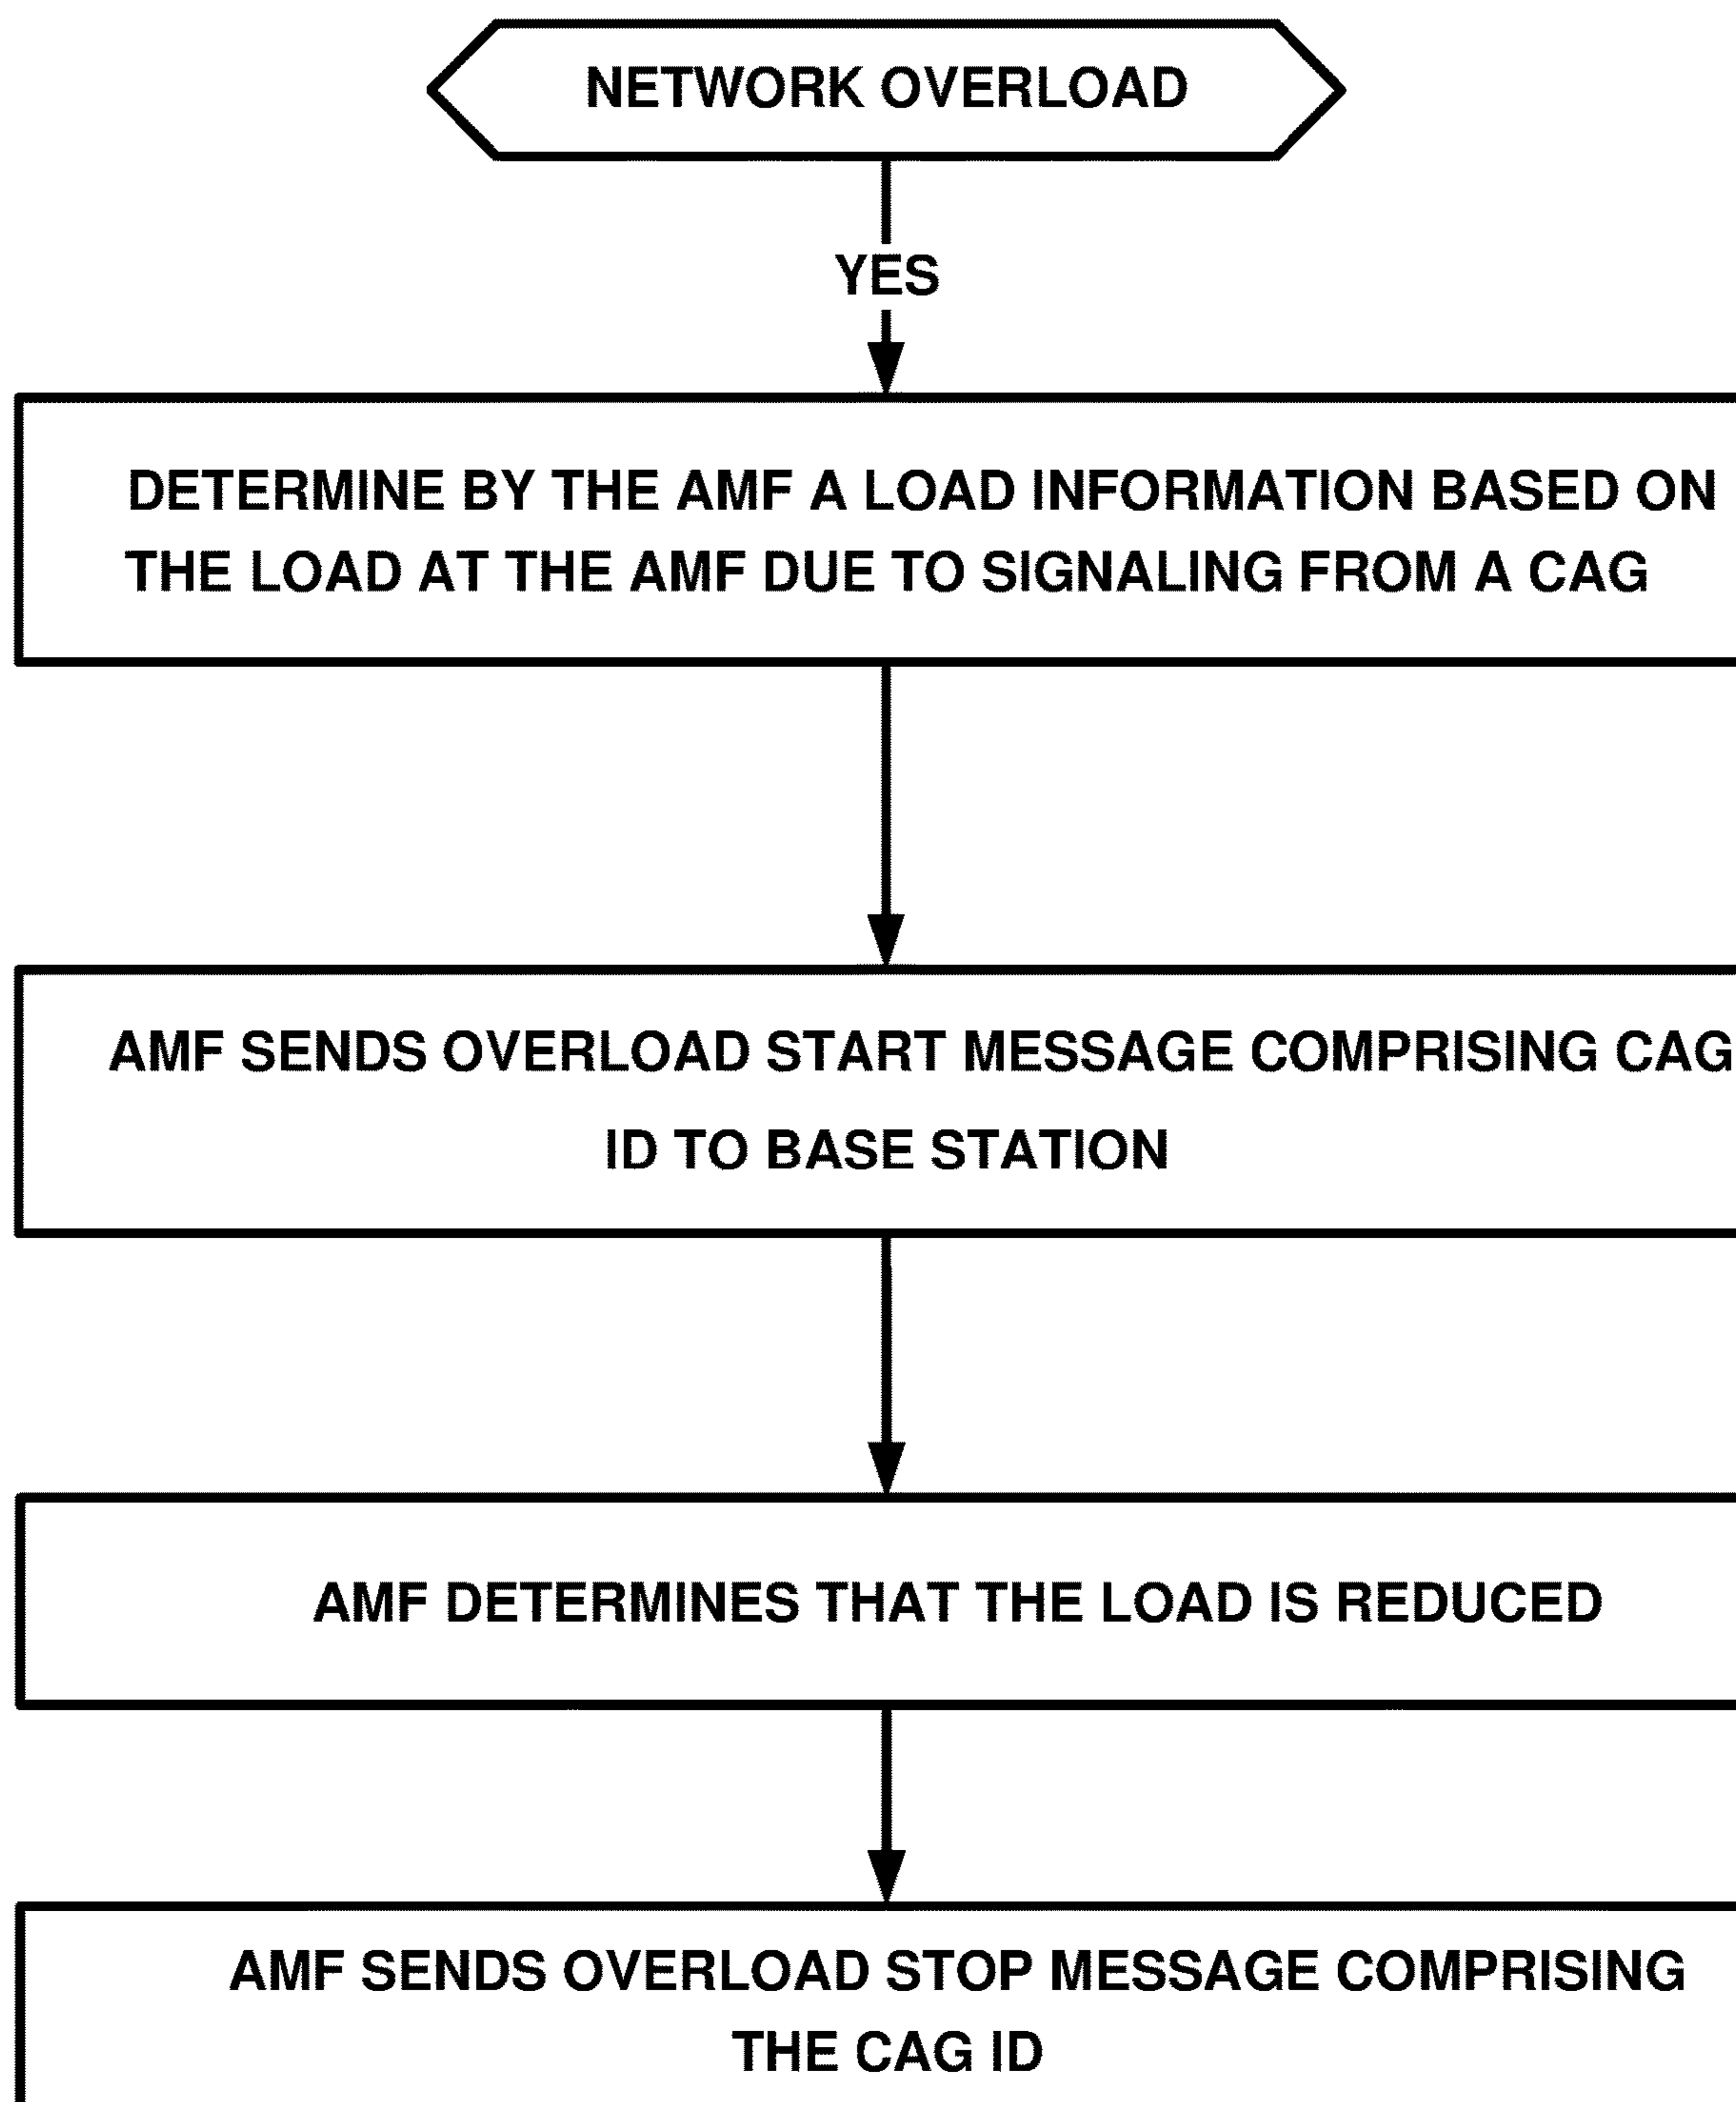 NETWORK OVERLOAD
YES
DETERMINE BY THE AMF A LOAD INFORMATION BASED ON
THE LOAD AT THE AMF DUE TO SIGNALING FROM A CAG
AMF SENDS OVERLOAD START MESSAGE COMPRISING CAG
ID TO BASE STATION
AMF DETERMINES THAT THE LOAD IS REDUCED
AMF SENDS OVERLOAD STOP MESSAGE COMPRISING
THE CAG ID